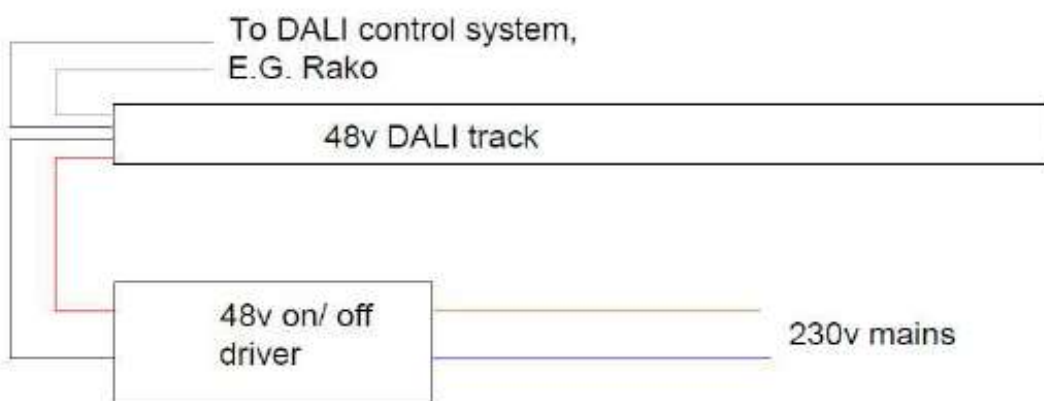 To DALI control system,
E.G. Rako
48v DALI track
48v on/ off
driver
230v mains